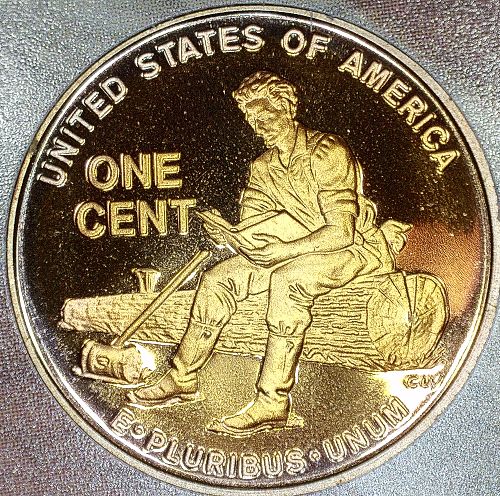 UNITED STATES OF AMERICA
ONE
CENT
E • PLURIBUS • UNUM